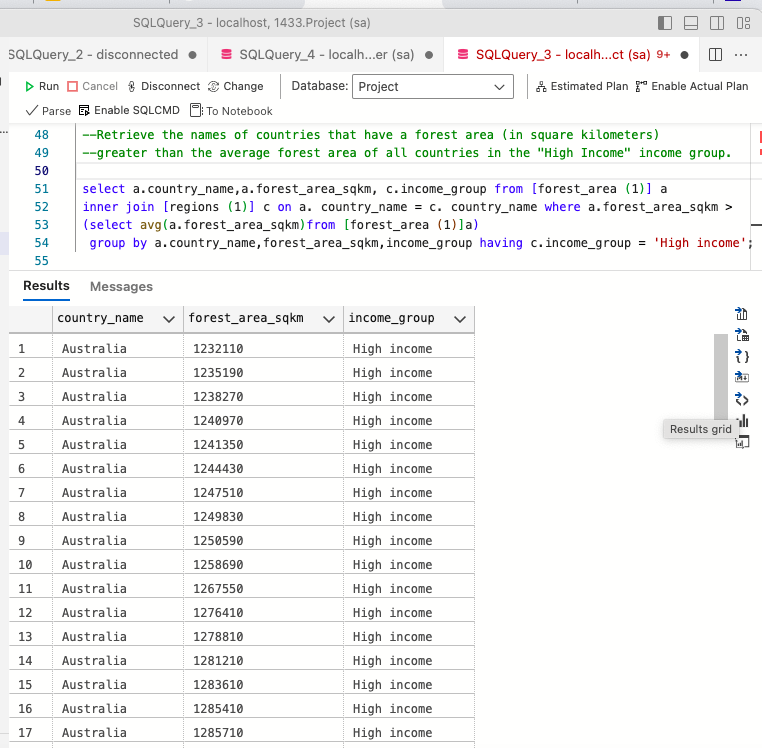 SQLQuery_3 - localhost, 1433.Project (sa)
SQLQuery_2 - disconnected
SQLQuery_4 - localh...er (sa)
SQLQuery_3 - localh...ct (sa) 9+
Run Cancel Disconnect Change Database: Project Estimated Plan Enable Actual Plan
Parse Enable SQLCMD To Notebook
48 --Retrieve the names of countries that have a forest area (in square kilometers)
49 --greater than the average forest area of all countries in the "High Income" income group.
50
51 select a.country_name,a.forest_area_sqkm, c.income_group from [forest_area (1)] a
52 inner join [regions (1)] c on a. country_name = c. country_name where a.forest_area_sqkm >
53 (select avg(a.forest_area_sqkm)from [forest_area (1)]a)
54 group by a.country_name,forest_area_sqkm,income_group having c.income_group = 'High income';
55
Results Messages
country_name forest_area_sqkm income_group
1 Australia 1232110 High income
2 Australia 1235190 High income
3 Australia 1238270 High income
4 Australia 1240970 High income
5 Australia 1241350 High income
6 Australia 1244430 High income
7 Australia 1247510 High income
8 Australia 1249830 High income
9 Australia 1250590 High income
10 Australia 1258690 High income
11 Australia 1267550 High income
12 Australia 1276410 High income
13 Australia 1278810 High income
14 Australia 1281210 High income
15 Australia 1283610 High income
16 Australia 1285410 High income
17 Australia 1285710 High income
Results grid